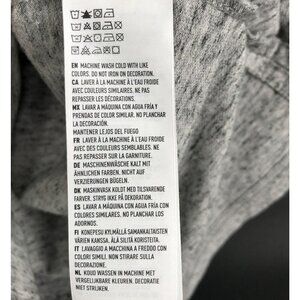 EN MACHINE WASH COLD WITH LIKE
COLORS. DO NOT IRON ON DECORATION.
CA LAVER À LA MACHINE À L'EAU FROIDE
AVEC COULEURS SIMILAIRES. NE PAS
REPASSER LES DÉCORATIONS.
MX LAVAR A MÁQUINA CON AGUA FRÍA Y
PRENDAS DE COLOR SIMILAR. NO PLANCHAR
LA DECORACIÓN.
MANTENER LEJOS DEL FUEGO
FR LAVER À LA MACHINE À L'EAU FROIDE
AVEC DES COULEURS SEMBLABLES. NE
PAS REPASSER SUR LA GARNITURE.
DE MASCHINENWÄSCHE KALT MIT
ÄHNLICHEN FARBEN. NICHT AUF
VERZIERUNGEN BÜGELN.
DK MASKINVASK KOLDT MED TILSVARENDE
FARVER. STRYG IKKE PÅ DEKORATION.
ES LAVAR A MÁQUINA CON AGUA FRÍA CON
COLORES SIMILARES. NO PLANCHAR LOS
ADORNOS.
FI KONEPESU KYLMÄLLÄ SAMANKALTAISTEN
VÄRIEN KANSSA. ÄLÄ SILITÄ KORISTEITA.
IT LAVAGGIO A MACCHINA A FREDDO CON
COLORI SIMILI. NON STIRARE SULLA
DECORAZIONE.
NL KOUD WASSEN IN MACHINE MET
VERGELIJKBARE KLEUREN. DECORATIE
NIET STRIJKEN.